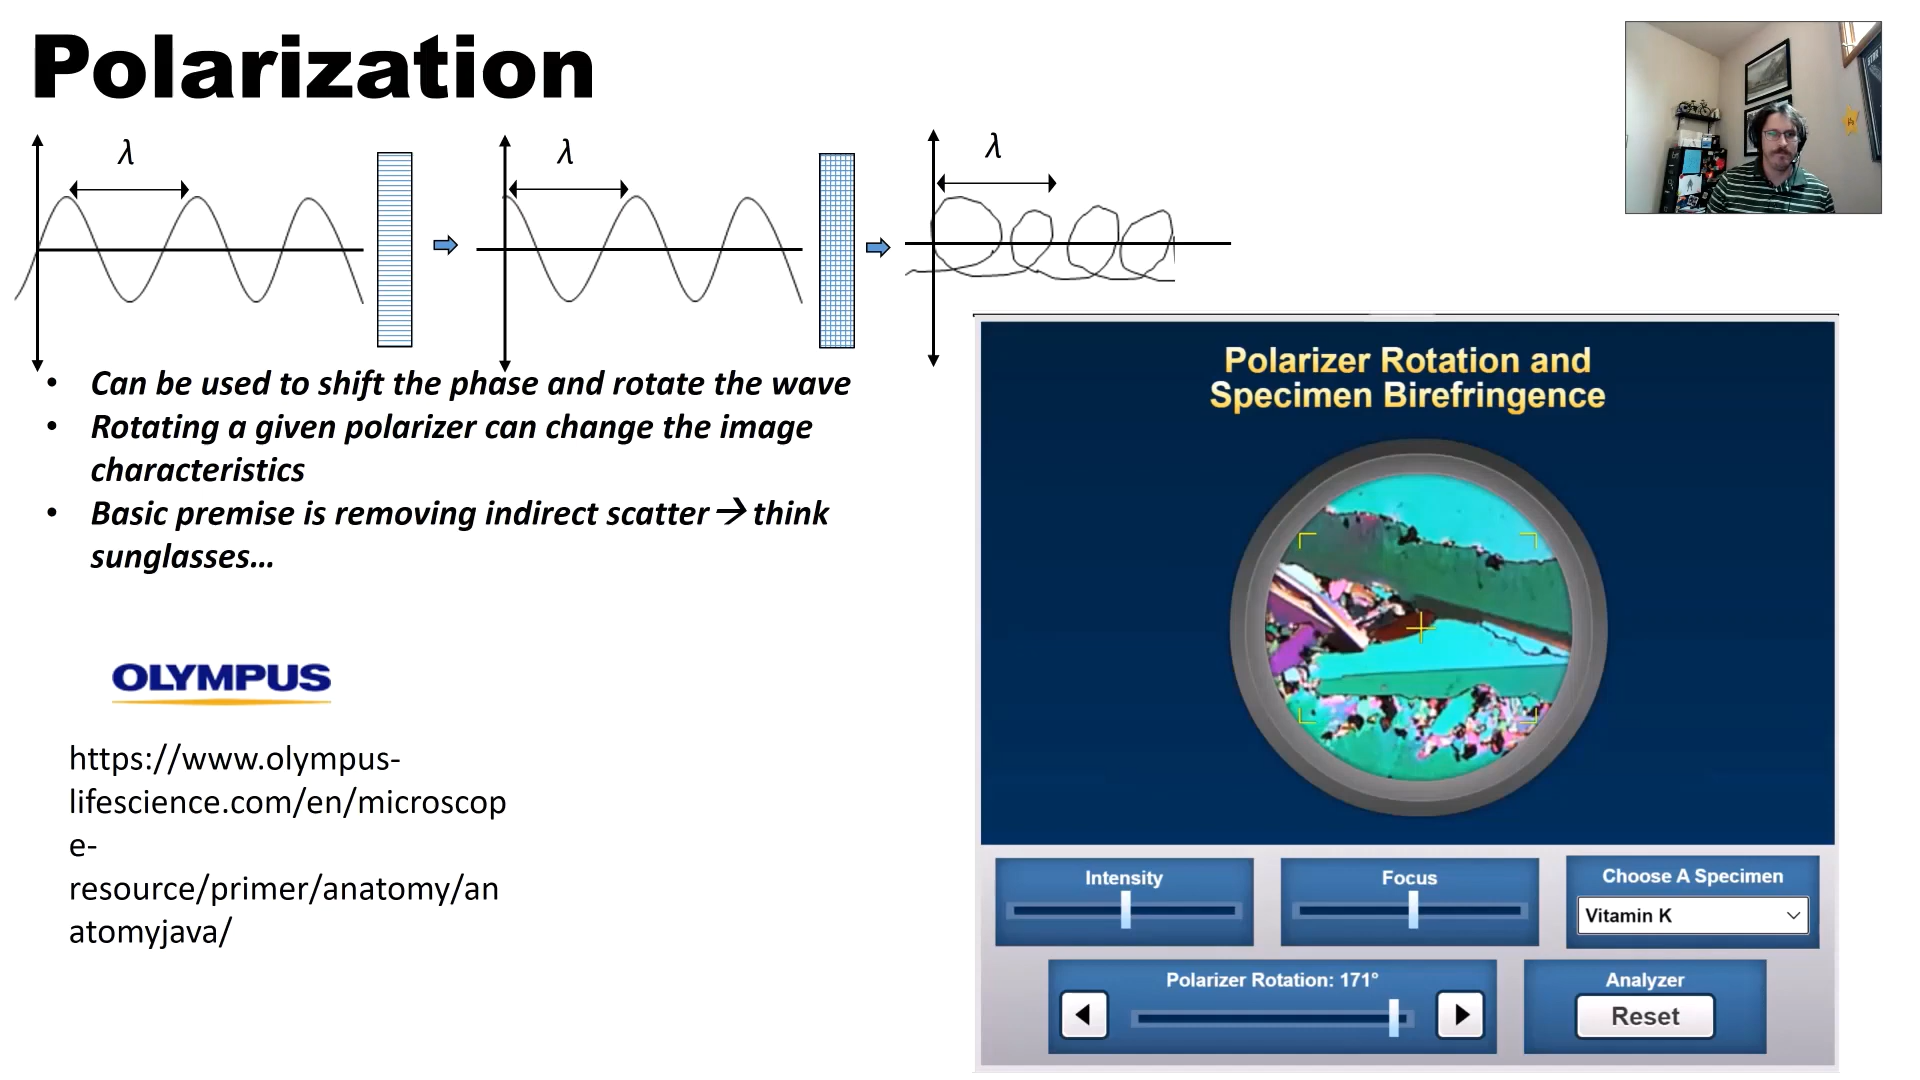 Polarization
λ
λ
λ
• Can be used to shift the phase and rotate the wave
• Rotating a given polarizer can change the image
characteristics
• Basic premise is removing indirect scatter → think
sunglasses…
OLYMPUS
https://www.olympus-
lifescience.com/en/microscop
e-
resource/primer/anatomy/an
atomyjava/
Polarizer Rotation and
Specimen Birefringence
Intensity
Focus
Choose A Specimen
Vitamin K
Polarizer Rotation: 171°
Analyzer
Reset